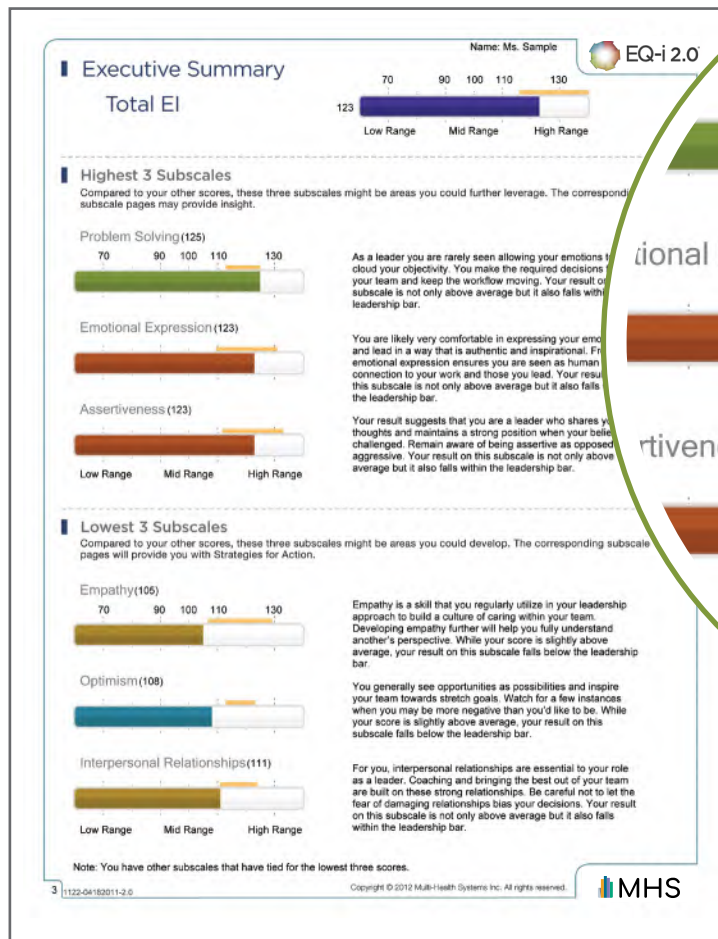 Name: Ms. Sample
EQ-i 2.0
Executive Summary
Total EI
70 90 100 110 130
123
Low Range Mid Range High Range
Highest 3 Subscales
Compared to your other scores, these three subscales might be areas you could further leverage. The
subscale pages may provide insight.
Problem Solving(125)
70 90 100 110 130
As a leader you are rarely seen allowing your emotions
cloud your objectivity. You make the required decisions
your team and keep the workflow moving. Your result
subscale is not only above average but it also falls
leadership bar.
Emotional Expression(123)
You are likely very comfortable in expressing your
and lead in a way that is authentic and inspirational.
emotional expression ensures you are seen as human
connection to your work and those you lead. Your
this subscale is not only above average but it also falls
the leadership bar.
Assertiveness(123)
Your result suggests that you are a leader who shares
thoughts and maintains a strong position when your
challenged. Remain aware of being assertive as opposed
aggressive. Your result on this subscale is not only above
average but it also falls within the leadership bar.
Low Range Mid Range High Range
tional
rtiven
Lowest 3 Subscales
Compared to your other scores, these three subscales might be areas you could develop. The corresponding subscale
pages will provide you with Strategies for Action.
Empathy(105)
70 90 100 110 130
Empathy is a skill that you regularly utilize in your leadership
approach to build a culture of caring within your team.
Developing empathy further will help you fully understand
another's perspective. While your score is slightly above
average, your result on this subscale falls below the leadership
bar.
Optimism(108)
You generally see opportunities as possibilities and inspire
your team towards stretch goals. Watch for a few instances
when you may be more negative than you'd like to be. While
your score is slightly above average, your result on this
subscale falls below the leadership bar.
Interpersonal Relationships(111)
For you, interpersonal relationships are essential to your role
as a leader. Coaching and bringing the best out of your team
are built on these strong relationships. Be careful not to let the
fear of damaging relationships bias your decisions. Your result
on this subscale is not only above average but it also falls
within the leadership bar.
Low Range Mid Range High Range
Note: You have other subscales that have tied for the lowest three scores.
3 1122-04182011-2.0
Copyright © 2012 Multi-Health Systems Inc. All rights reserved.
MHS